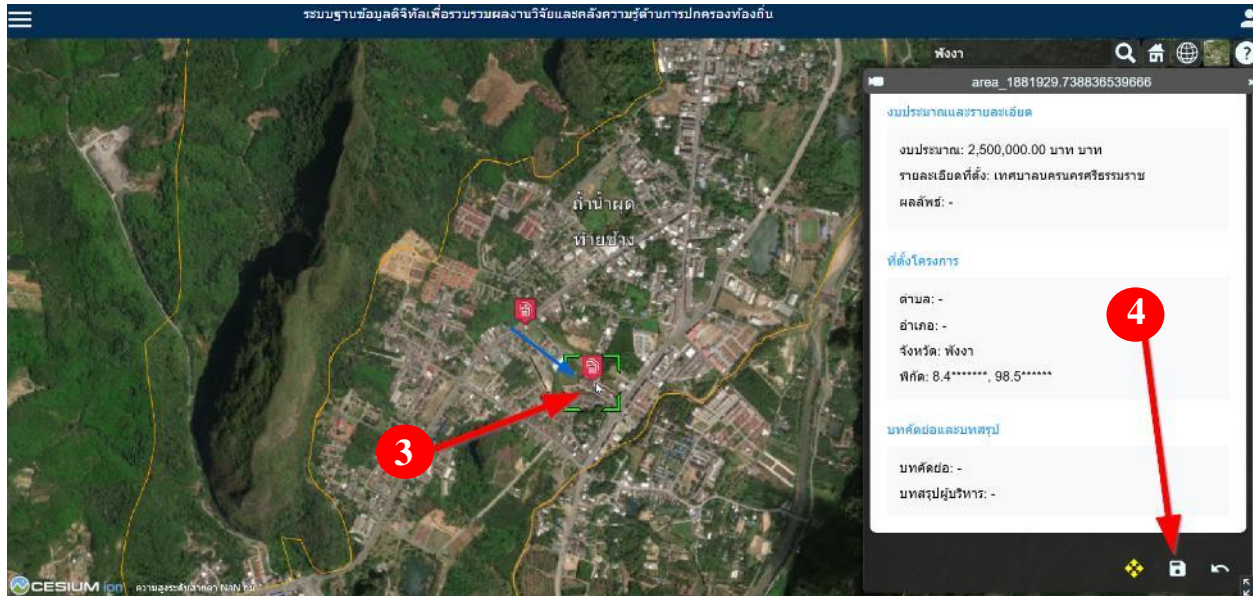 ระบบฐานข้อมูลดิจิทัลเพื่อรวบรวมผลงานวิจัยและคลังความรู้ด้านการปกครองท้องถิ่น
พังงา
area_1881929.738836539666
งบประมาณและรายละเอียด
งบประมาณ: 2,500,000.00 บาท บาท
รายละเอียดที่ตั้ง: เทศบาลนครนครศรีธรรมราช
ผลลัพธ์: -
ที่ตั้งโครงการ
ตำบล: -
อำเภอ: -
จังหวัด: พังงา
พิกัด: 8.4*******, 98.5******
บทคัดย่อและบทสรุป
บทคัดย่อ: -
บทสรุปผู้บริหาร: -
ถ้ำน้ำผุด
ท้ายช้าง
3
4
CESIUM ion
NaN